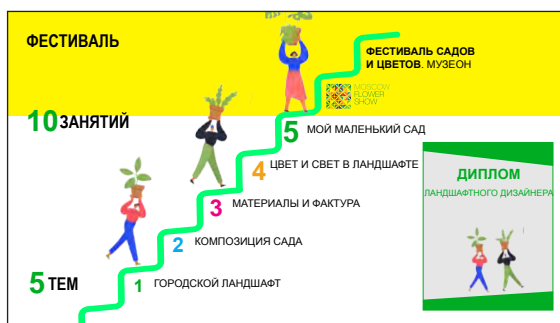 ФЕСТИВАЛЬ
ФЕСТИВАЛЬ САДОВ
И ЦВЕТОВ. МУЗЕОН
MOSCOW
FLOWER
SHOW
10 ЗАНЯТИЙ
5 МОЙ МАЛЕНЬКИЙ САД
4 ЦВЕТ И СВЕТ В ЛАНДШАФТЕ
3 МАТЕРИАЛЫ И ФАКТУРА
2 КОМПОЗИЦИЯ САДА
5 ТЕМ
1 ГОРОДСКОЙ ЛАНДШАФТ
ДИПЛОМ
ЛАНДШАФТНОГО ДИЗАЙНЕРА